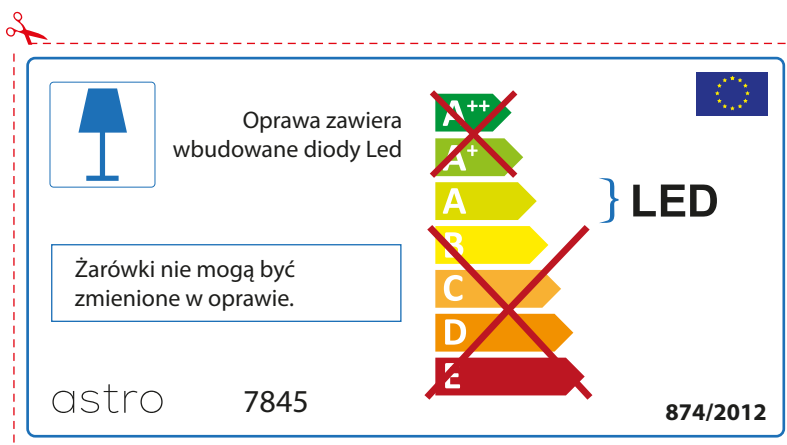 Oprawa zawiera
wbudowane diody Led
A++
A+
A
LED
B
C
D
E
Żarówki nie mogą być
zmienione w oprawie.
astro
7845
874/2012